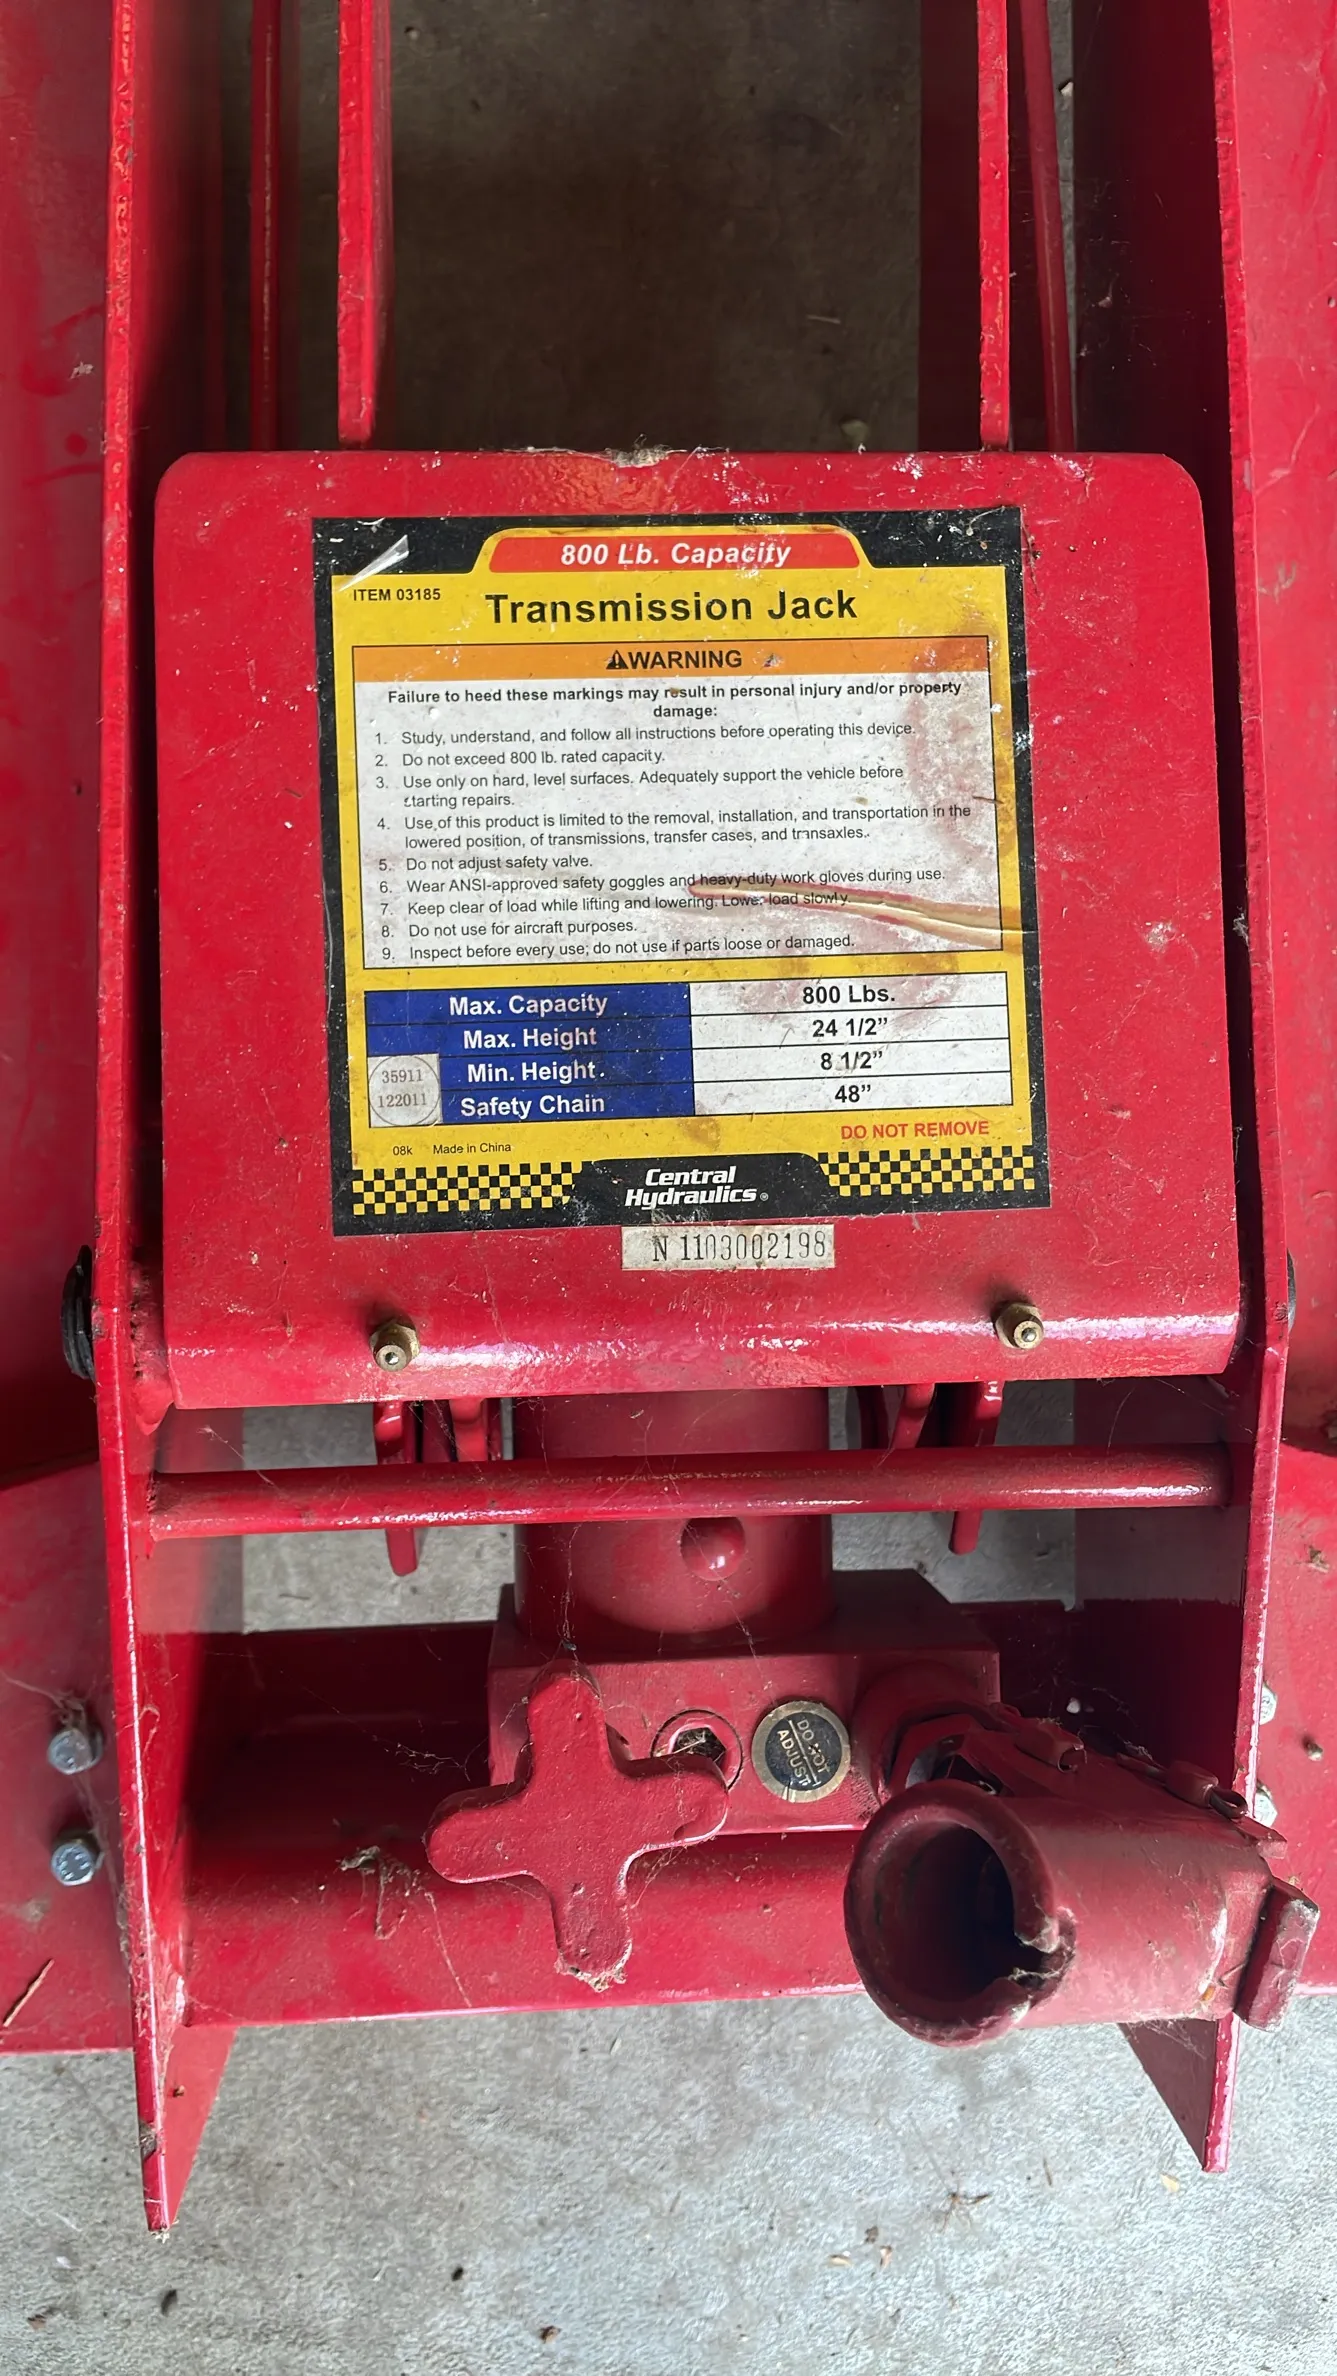 800 Lb. Capacity
ITEM 03185
Transmission Jack
⚠WARNING
Failure to heed these markings may result in personal injury and/or property
damage:
1. Study, understand, and follow all instructions before operating this device.
2. Do not exceed 800 lb. rated capacity.
3. Use only on hard, level surfaces. Adequately support the vehicle before
starting repairs.
4. Use of this product is limited to the removal, installation, and transportation in the
lowered position, of transmissions, transfer cases, and transaxles.
5. Do not adjust safety valve.
6. Wear ANSI-approved safety goggles and heavy-duty work gloves during use.
7. Keep clear of load while lifting and lowering. Lower load slowly.
8. Do not use for aircraft purposes.
9. Inspect before every use; do not use if parts loose or damaged.
Max. Capacity 800 Lbs.
Max. Height 24 1/2”
Min. Height 8 1/2”
Safety Chain 48”
35911
122011
DO NOT REMOVE
08k Made in China
Central
Hydraulics®
N 1103002198
DO NOT
ADJUST